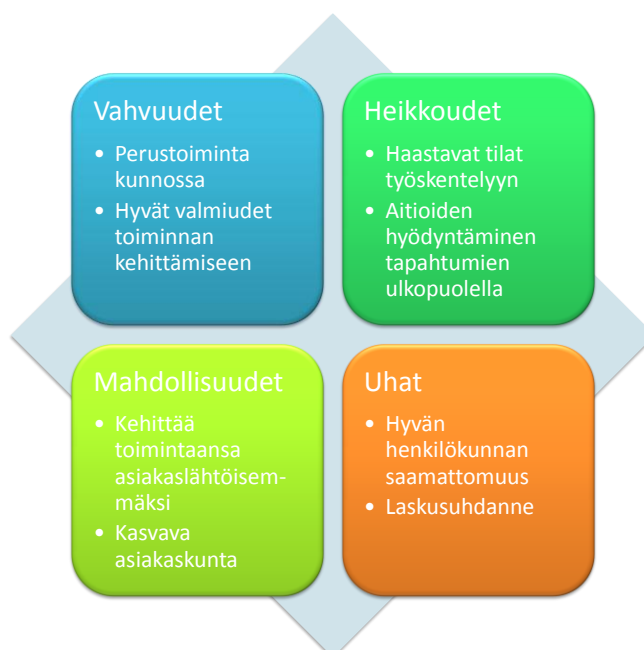 Vahvuudet
• Perustoiminta
kunnossa
• Hyvät valmiudet
toiminnan
kehittämiseen
Heikkoudet
• Haastavat tilat
työskentelyyn
• Aitioiden
hyödyntäminen
tapahtumien
ulkopuolella
Mahdollisuudet
• Kehittää
toimintaansa
asiakaslähtöisem-
mäksi
• Kasvava
asiakaskunta
Uhat
• Hyvän
henkilökunnan
saamattomuus
• Laskusuhdanne